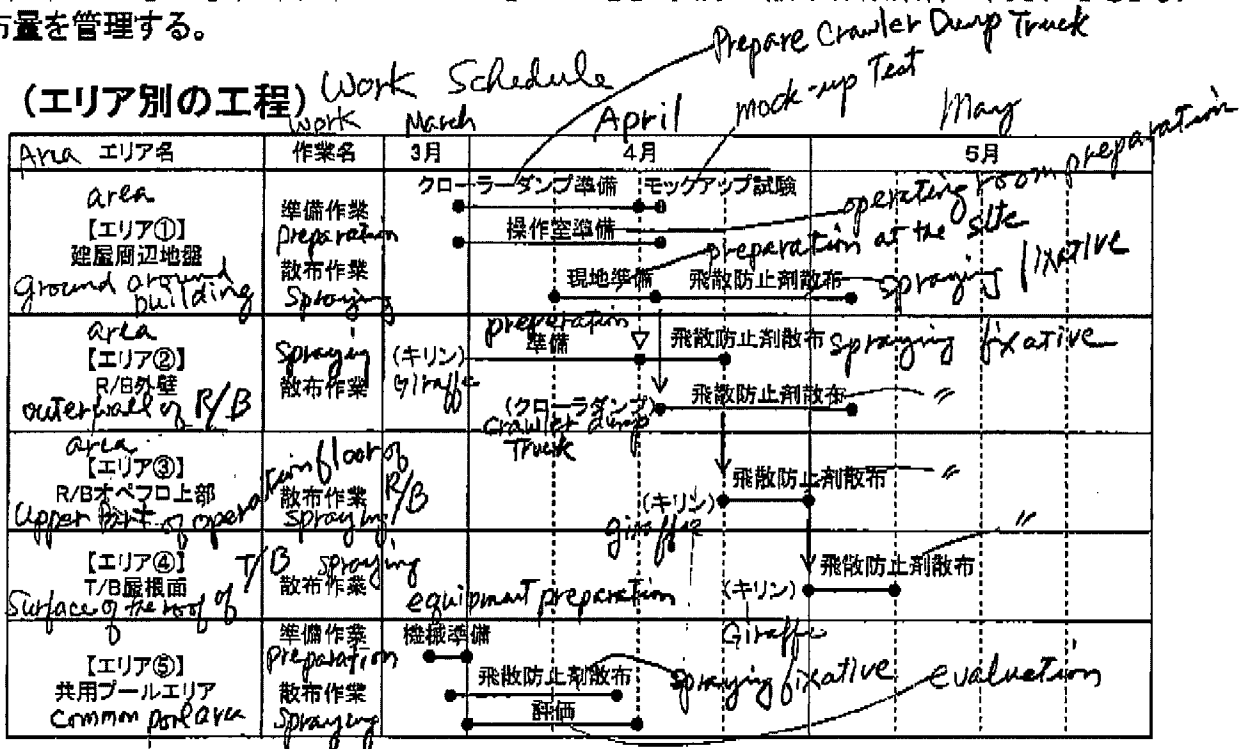 布量を管理する。
Prepare Crawler Dump Truck
(エリア別の工程) Work Schedule
mock-up Test
work March April May
Area エリア名 作業名 3月 4月 5月
area クローラーダンプ準備 モックアップ試験 operating room preparation
【エリア①】 準備作業 操作室準備
建屋周辺地盤 preparation preparation at the site
ground around building 散布作業 現地準備 飛散防止剤散布 spraying fixative
Spraying
area preparation
【エリア②】 Spraying (キリン) 準備 飛散防止剤散布 spraying fixative
R/B外壁 散布作業 Giraffe 飛散防止剤散布 〃
outer wall of R/B (クローラダンプ)
Crawler dump Truck
area
【エリア③】 飛散防止剤散布 〃
R/Bオペフロ上部 散布作業 (キリン)
Upper Part of operation floor of R/B spraying giraffe
〃
【エリア④】 spraying 飛散防止剤散布
T/B屋根面 散布作業 (キリン)
Surface of the roof of T/B equipment preparation Giraffe
準備作業 機械準備
【エリア⑤】 preparation 飛散防止剤散布 Spraying fixative evaluation
共用プールエリア 散布作業 評価
Common pool area Spraying